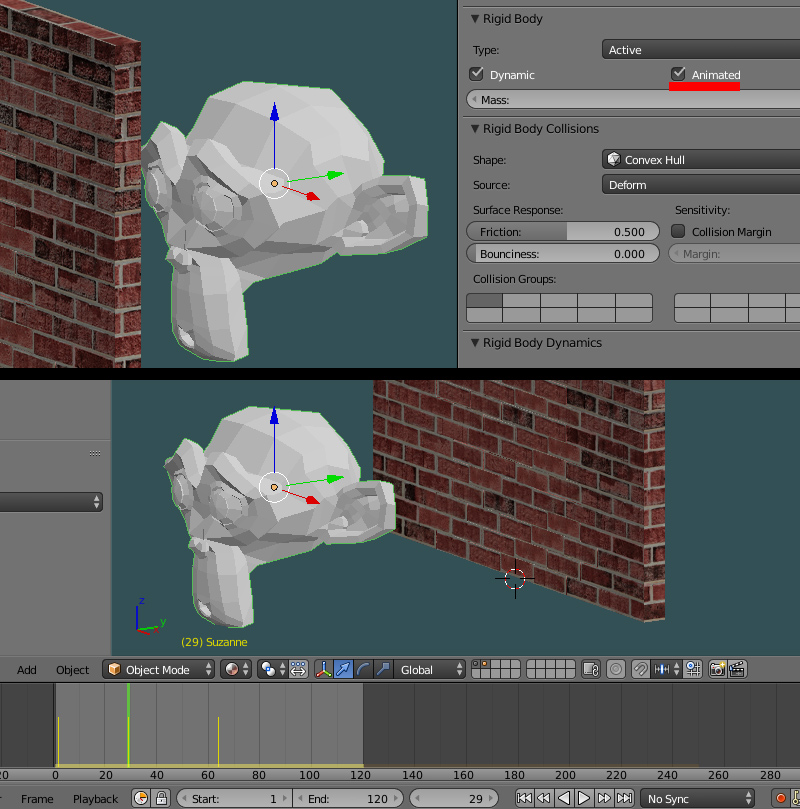 Rigid Body
Type: Active
Dynamic Animated
Mass:
Rigid Body Collisions
Shape: Convex Hull
Source: Deform
Surface Response: Sensitivity:
Friction: 0.500 Collision Margin
Bounciness: 0.000 Margin:
Collision Groups:
Rigid Body Dynamics
z
y
x
(29) Suzanne
Add Object Object Mode Global
20 0 20 40 60 80 100 120 140 160 180 200 220 240 260 280
Frame Playback Start: 1 End: 120 29 No Sync